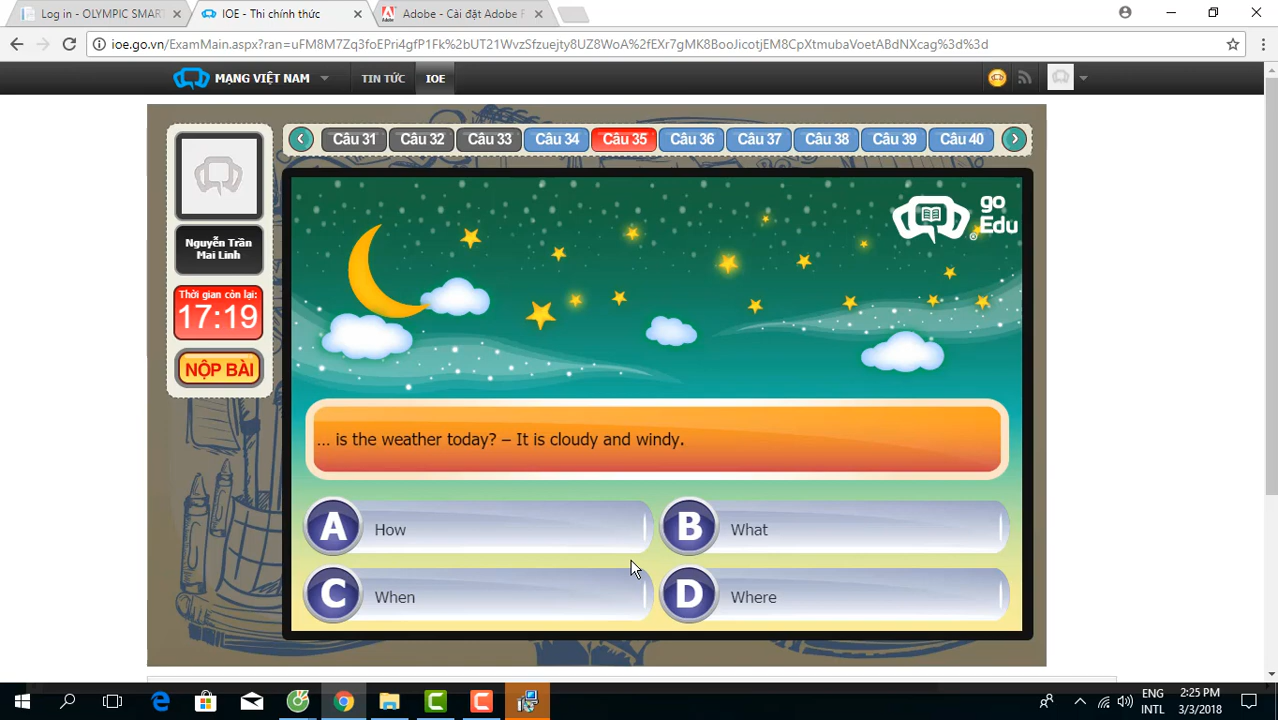 Log in - OLYMPIC SMART
IOE - Thi chính thức
Adobe - Cài đặt Adobe F
ioe.go.vn/ExamMain.aspx?ran=uFM8M7Zq3foEPri4gfP1Fk%2bUT21WvzSfzuejty8UZ8WoA%2fEXr7gMK8BooJicotjEM8CpXtmubaVoetABdNXcag%3d%3d
MẠNG VIỆT NAM
TIN TỨC
IOE
Câu 31
Câu 32
Câu 33
Câu 34
Câu 35
Câu 36
Câu 37
Câu 38
Câu 39
Câu 40
Nguyễn Trần
Mai Linh
Thời gian còn lại:
17:19
NỘP BÀI
go
Edu
... is the weather today? – It is cloudy and windy.
A How
B What
C When
D Where
ENG
INTL
2:25 PM
3/3/2018